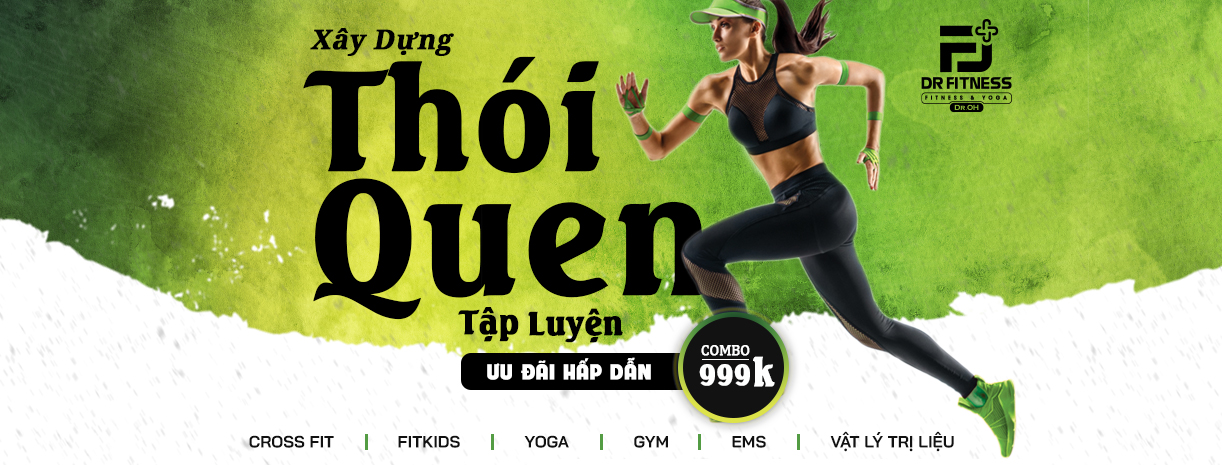 Xây Dựng
Thói
Quen
Tập Luyện
ƯU ĐÃI HẤP DẪN
COMBO
999k
DR FITNESS
FITNESS & YOGA
DR.OH
CROSS FIT | FITKIDS | YOGA | GYM | EMS | VẬT LÝ TRỊ LIỆU